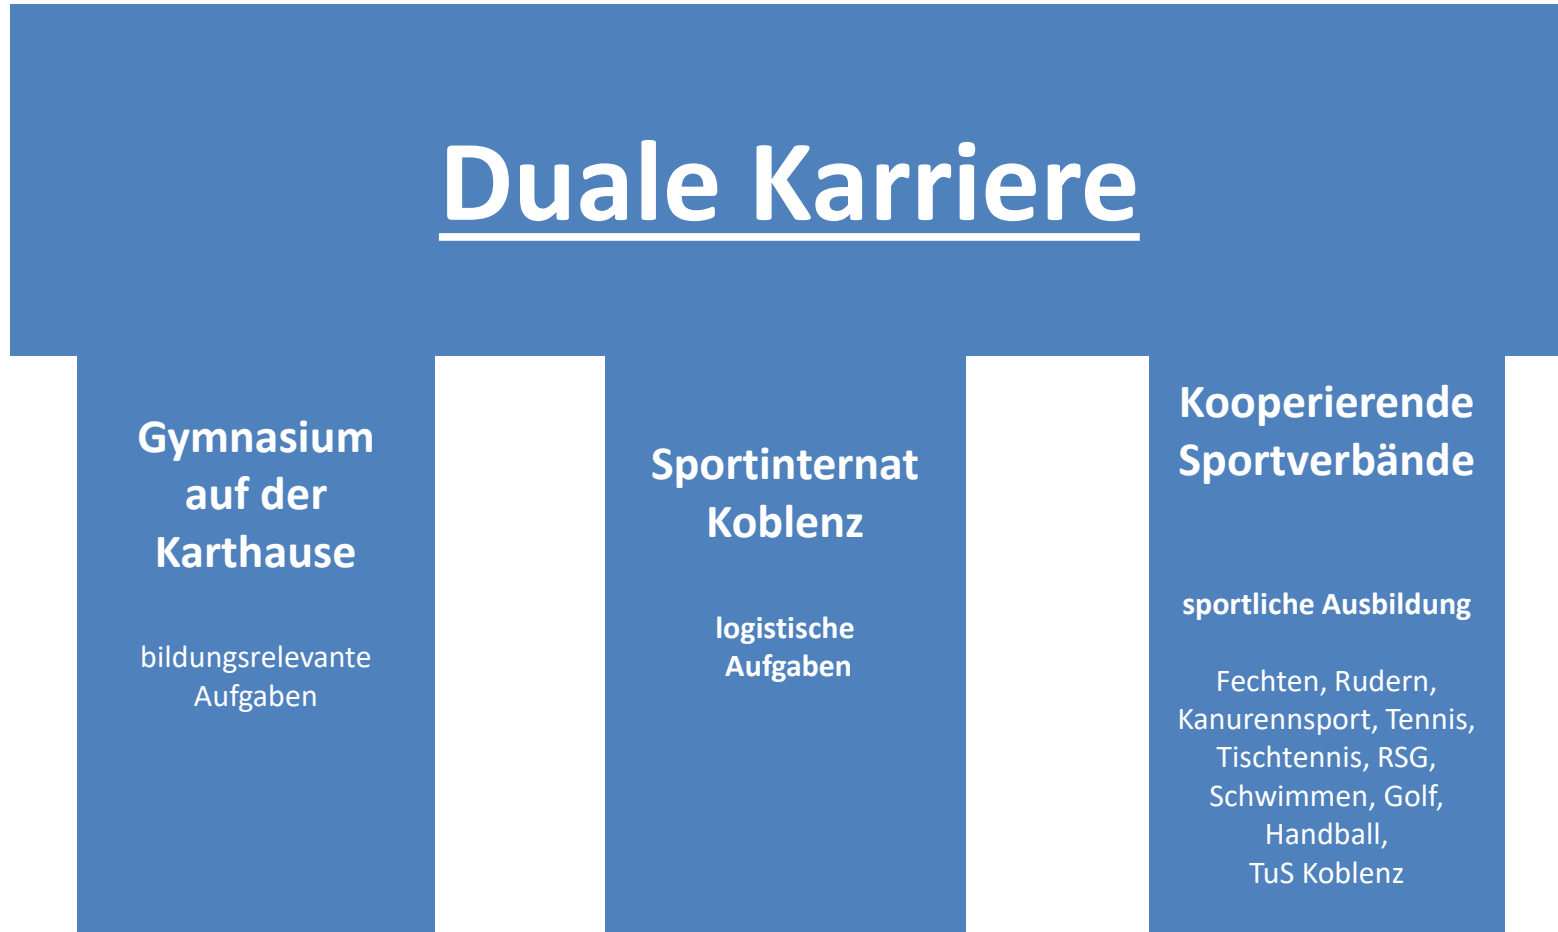 Duale Karriere
Gymnasium
auf der
Karthause
bildungsrelevante
Aufgaben
Sportinternat
Koblenz
logistische
Aufgaben
Kooperierende
Sportverbände
sportliche Ausbildung
Fechten, Rudern,
Kanurennsport, Tennis,
Tischtennis, RSG,
Schwimmen, Golf,
Handball,
TuS Koblenz